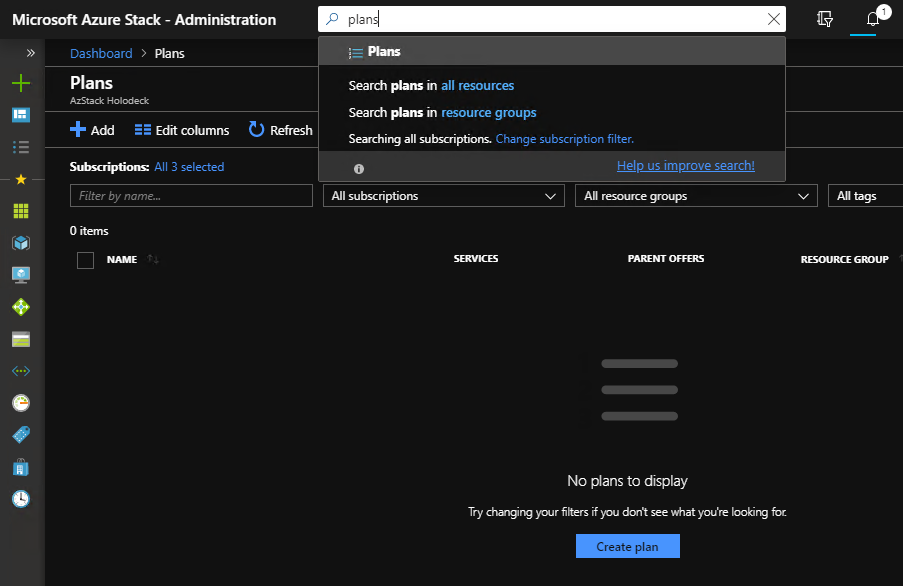 Microsoft Azure Stack - Administration
plans
1
Plans
Search plans in all resources
Search plans in resource groups
Searching all subscriptions. Change subscription filter.
Help us improve search!
Dashboard > Plans
Plans
AzStack Holodeck
Add Edit columns Refresh
Subscriptions: All 3 selected
Filter by name... All subscriptions All resource groups All tags
0 items
NAME SERVICES PARENT OFFERS RESOURCE GROUP
No plans to display
Try changing your filters if you don't see what you're looking for.
Create plan